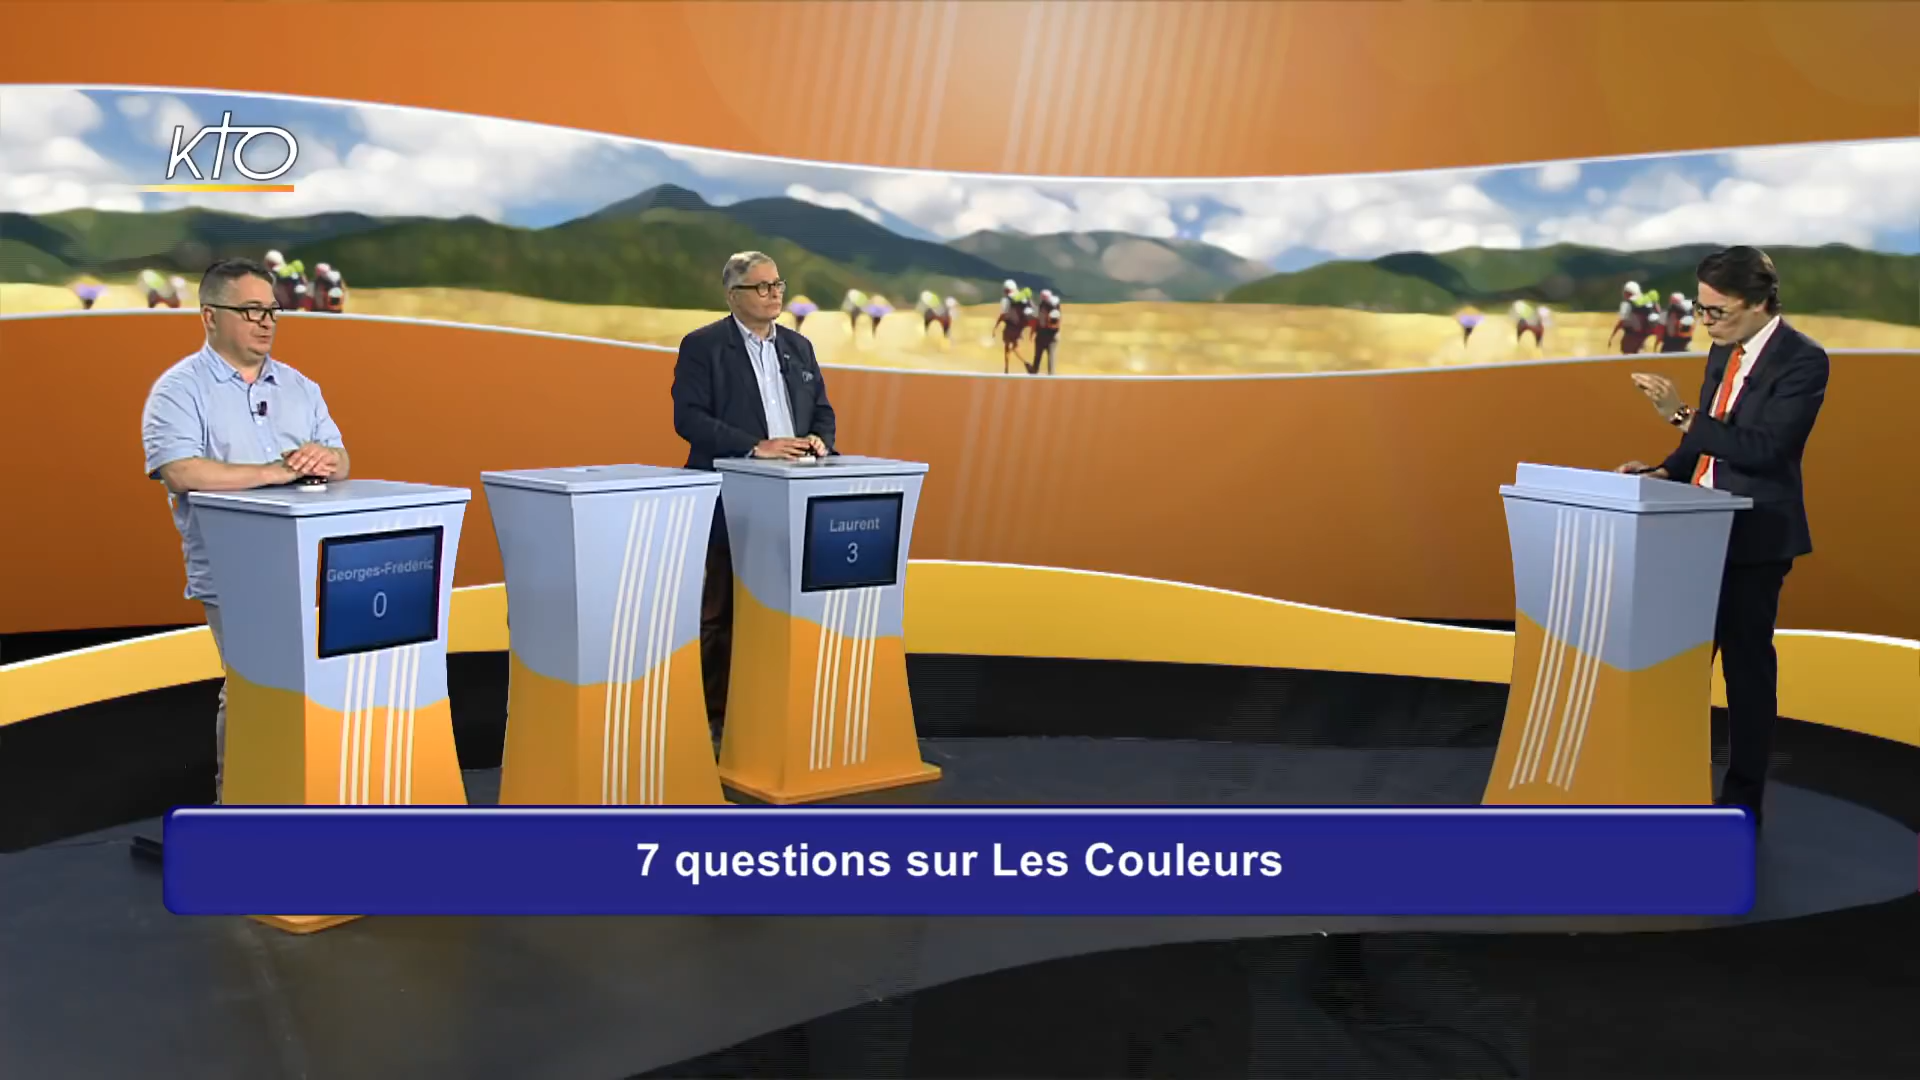 KTO
Georges-Frédéric
0
Laurent
3
7 questions sur Les Couleurs